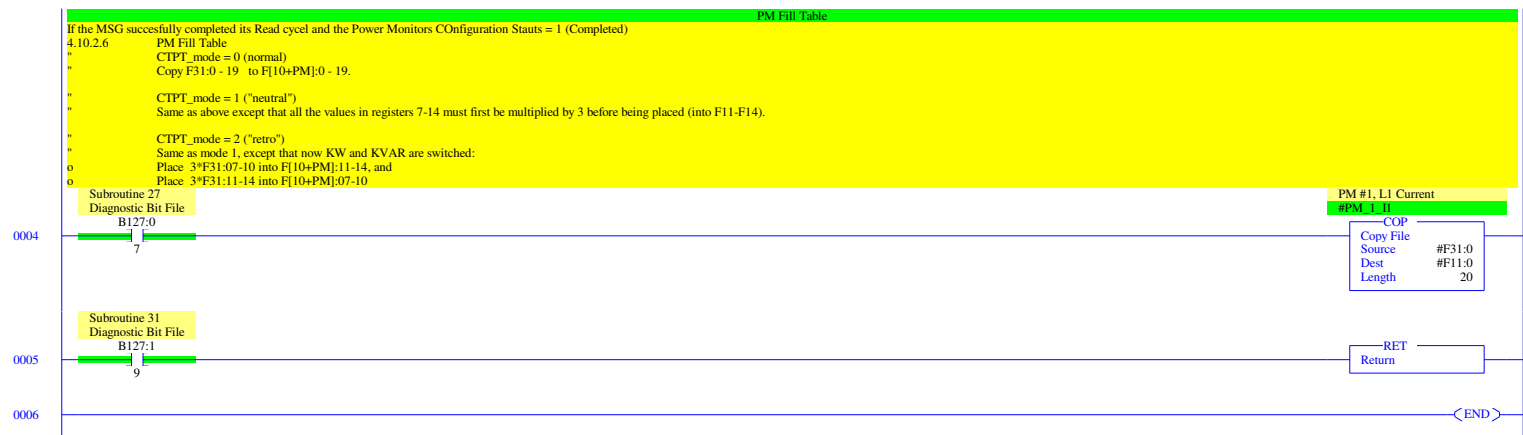 PM Fill Table
If the MSG succesfully completed its Read cycel and the Power Monitors COnfiguration Stauts = 1 (Completed)
4.10.2.6 PM Fill Table
" CTPT_mode = 0 (normal)
" Copy F31:0 - 19 to F[10+PM]:0 - 19.
" CTPT_mode = 1 ("neutral")
" Same as above except that all the values in registers 7-14 must first be multiplied by 3 before being placed (into F11-F14).
" CTPT_mode = 2 ("retro")
" Same as mode 1, except that now KW and KVAR are switched:
o Place 3*F31:07-10 into F[10+PM]:11-14, and
o Place 3*F31:11-14 into F[10+PM]:07-10
Subroutine 27
Diagnostic Bit File
B127:0
7
0004
PM #1, L1 Current
#PM_1_I1
COP
Copy File
Source #F31:0
Dest #F11:0
Length 20
Subroutine 31
Diagnostic Bit File
B127:1
9
0005
RET
Return
0006
END